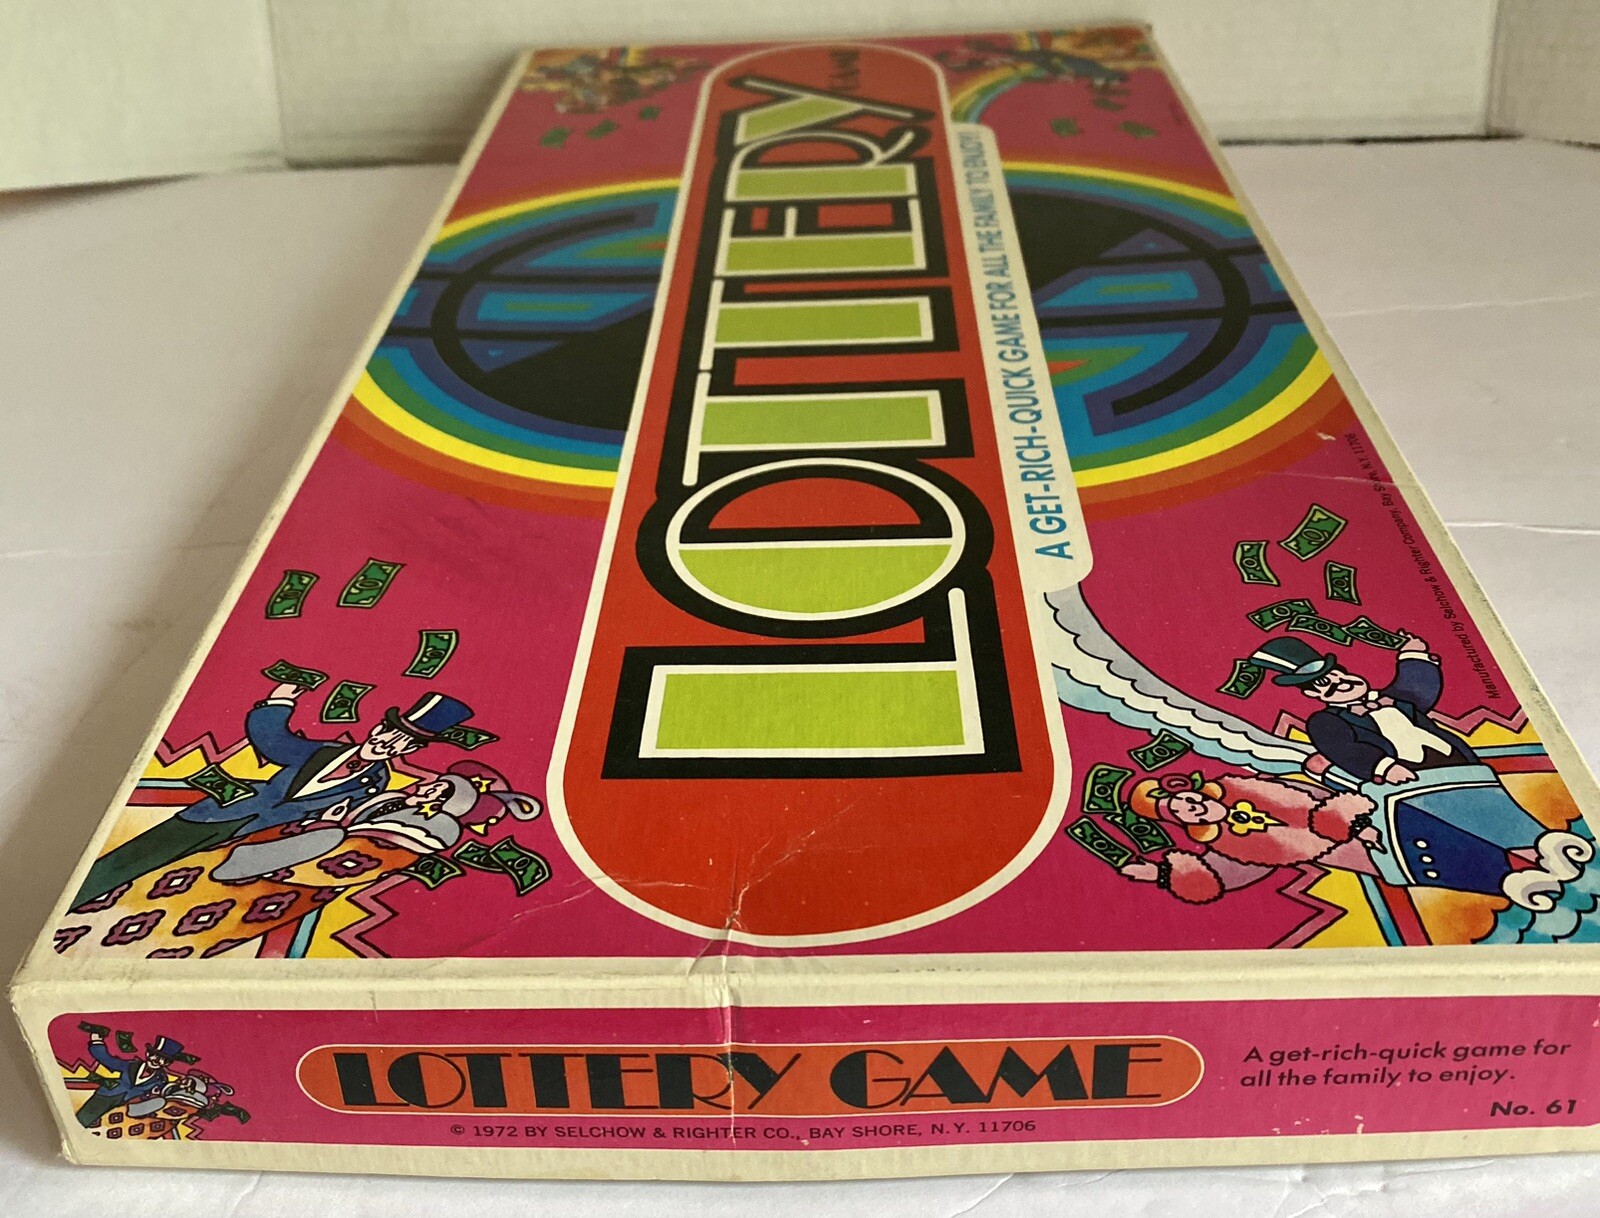 LOTTERY
GAME
A GET-RICH-QUICK GAME FOR ALL THE FAMILY TO ENJOY!
Manufactured by Selchow & Righter Company, Bay Shore, N.Y. 11706
LOTTERY GAME
A get-rich-quick game for
all the family to enjoy.
No. 61
© 1972 BY SELCHOW & RIGHTER CO., BAY SHORE, N.Y. 11706